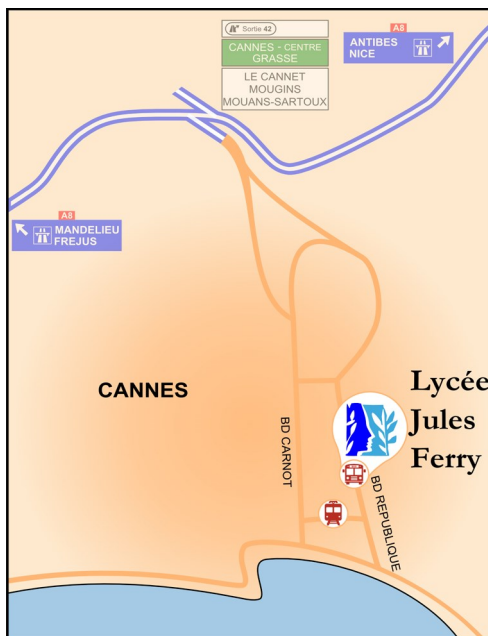 Sortie 42
CANNES - CENTRE
GRASSE
LE CANNET
MOUGINS
MOUANS-SARTOUX
A8
ANTIBES
NICE
A8
MANDELIEU
FREJUS
CANNES
Lycée
Jules
Ferry
BD CARNOT
BD REPUBLIQUE